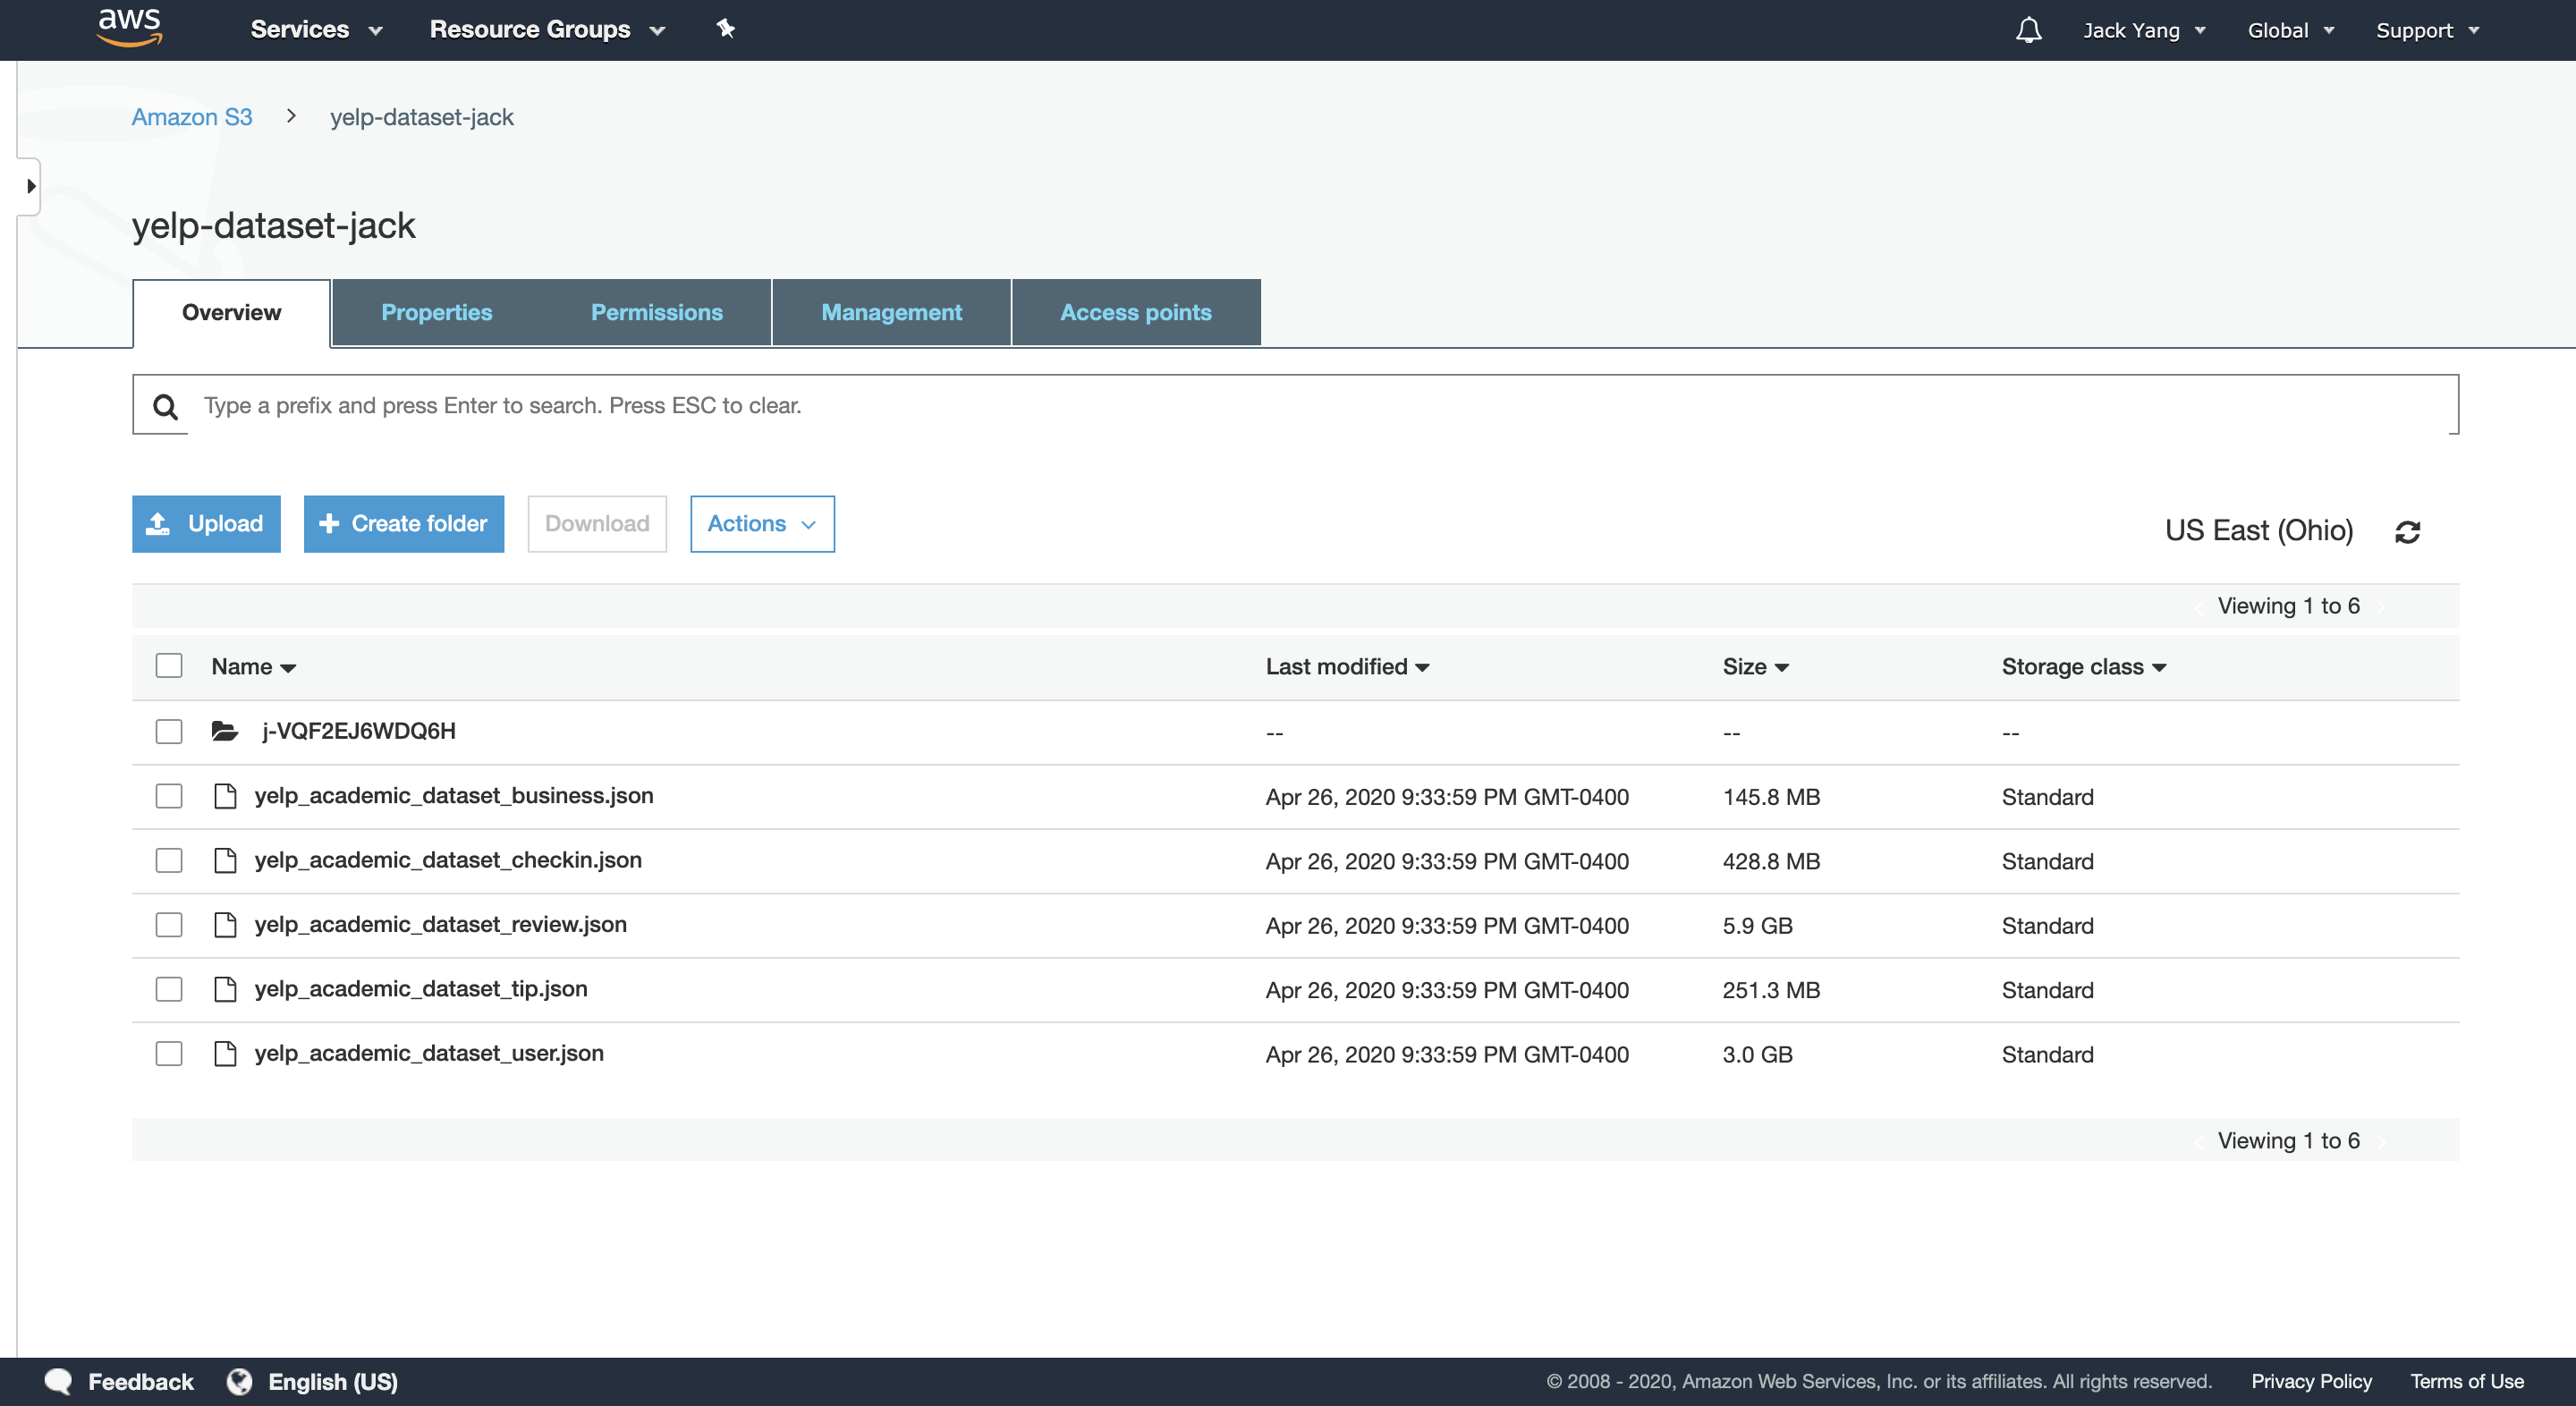 aws Services Resource Groups Jack Yang Global Support
Amazon S3 > yelp-dataset-jack
yelp-dataset-jack
Overview Properties Permissions Management Access points
Type a prefix and press Enter to search. Press ESC to clear.
Upload Create folder Download Actions US East (Ohio)
Viewing 1 to 6
Name Last modified Size Storage class
j-VQF2EJ6WDQ6H -- -- --
yelp_academic_dataset_business.json Apr 26, 2020 9:33:59 PM GMT-0400 145.8 MB Standard
yelp_academic_dataset_checkin.json Apr 26, 2020 9:33:59 PM GMT-0400 428.8 MB Standard
yelp_academic_dataset_review.json Apr 26, 2020 9:33:59 PM GMT-0400 5.9 GB Standard
yelp_academic_dataset_tip.json Apr 26, 2020 9:33:59 PM GMT-0400 251.3 MB Standard
yelp_academic_dataset_user.json Apr 26, 2020 9:33:59 PM GMT-0400 3.0 GB Standard
Viewing 1 to 6
Feedback English (US) © 2008 - 2020, Amazon Web Services, Inc. or its affiliates. All rights reserved. Privacy Policy Terms of Use